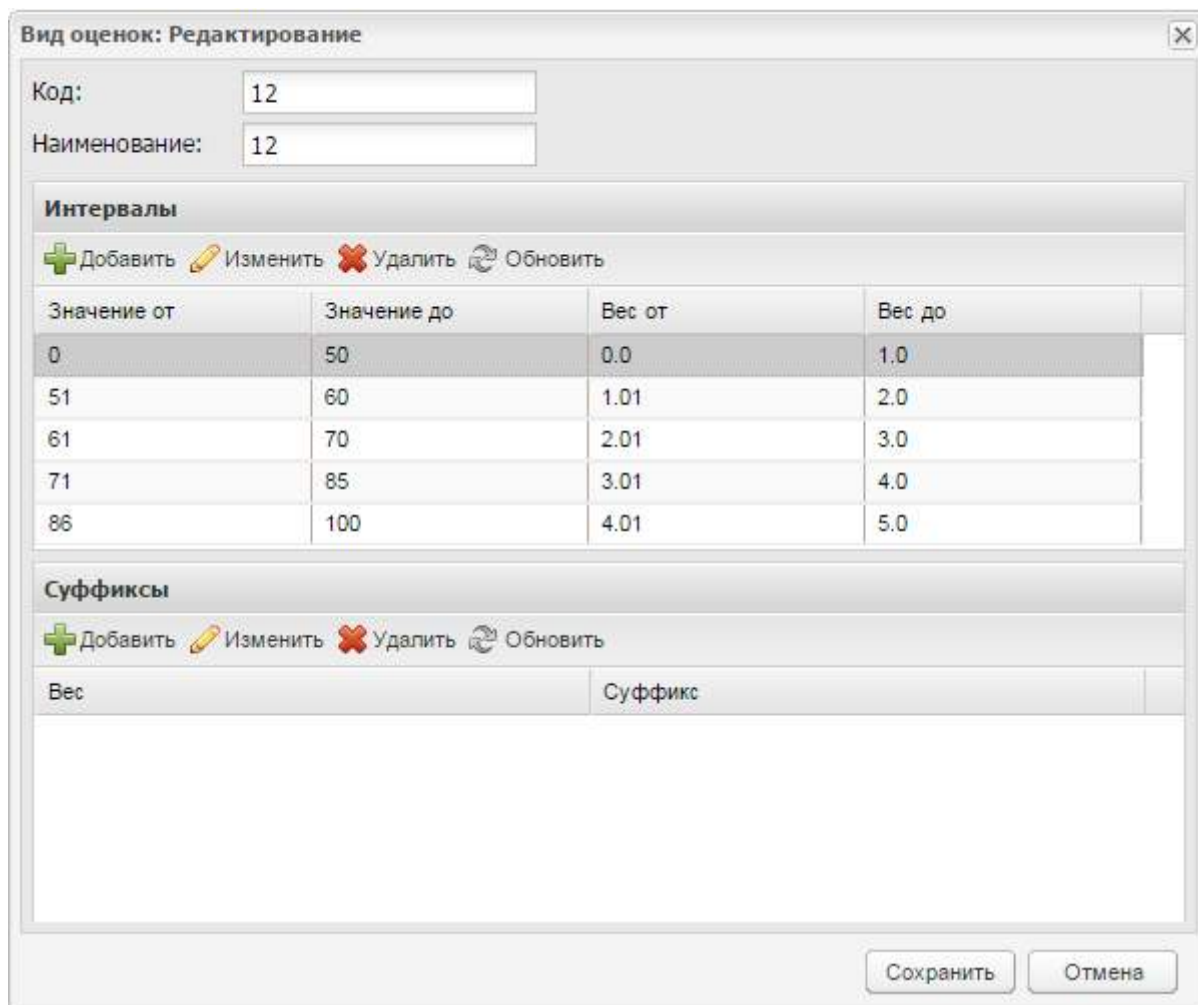 Вид оценок: Редактирование
Код: 12
Наименование: 12
Интервалы
Добавить Изменить Удалить Обновить
Значение от Значение до Вес от Вес до
0 50 0.0 1.0
51 60 1.01 2.0
61 70 2.01 3.0
71 85 3.01 4.0
86 100 4.01 5.0
Суффиксы
Добавить Изменить Удалить Обновить
Вес Суффикс
Сохранить Отмена